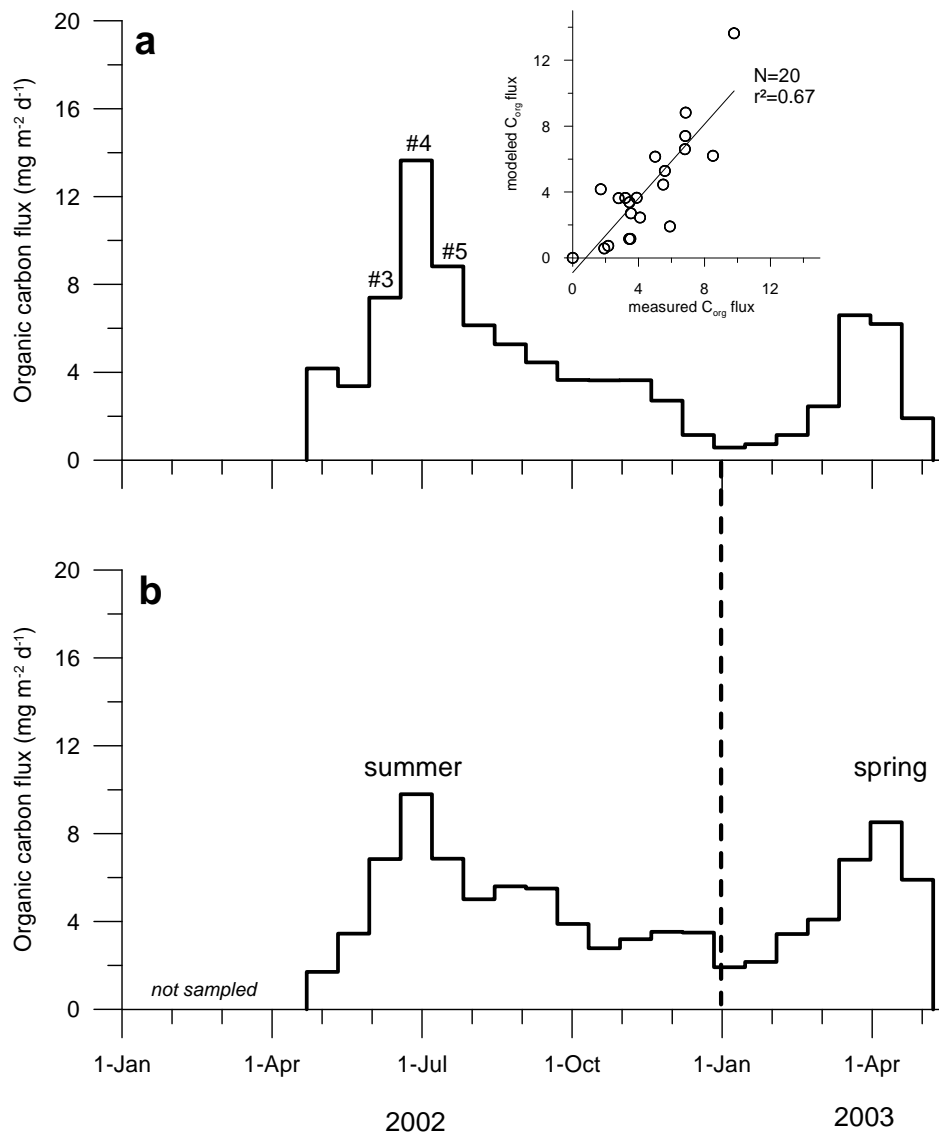 a
20
16
12
8
4
0
Organic carbon flux (mg m-2 d-1)
#3
#4
#5
12
8
4
0
modeled Corg flux
0 4 8 12
measured Corg flux
N=20
r²=0.67
b
20
16
12
8
4
0
Organic carbon flux (mg m-2 d-1)
summer
spring
not sampled
1-Jan 1-Apr 1-Jul 1-Oct 1-Jan 1-Apr
2002 2003